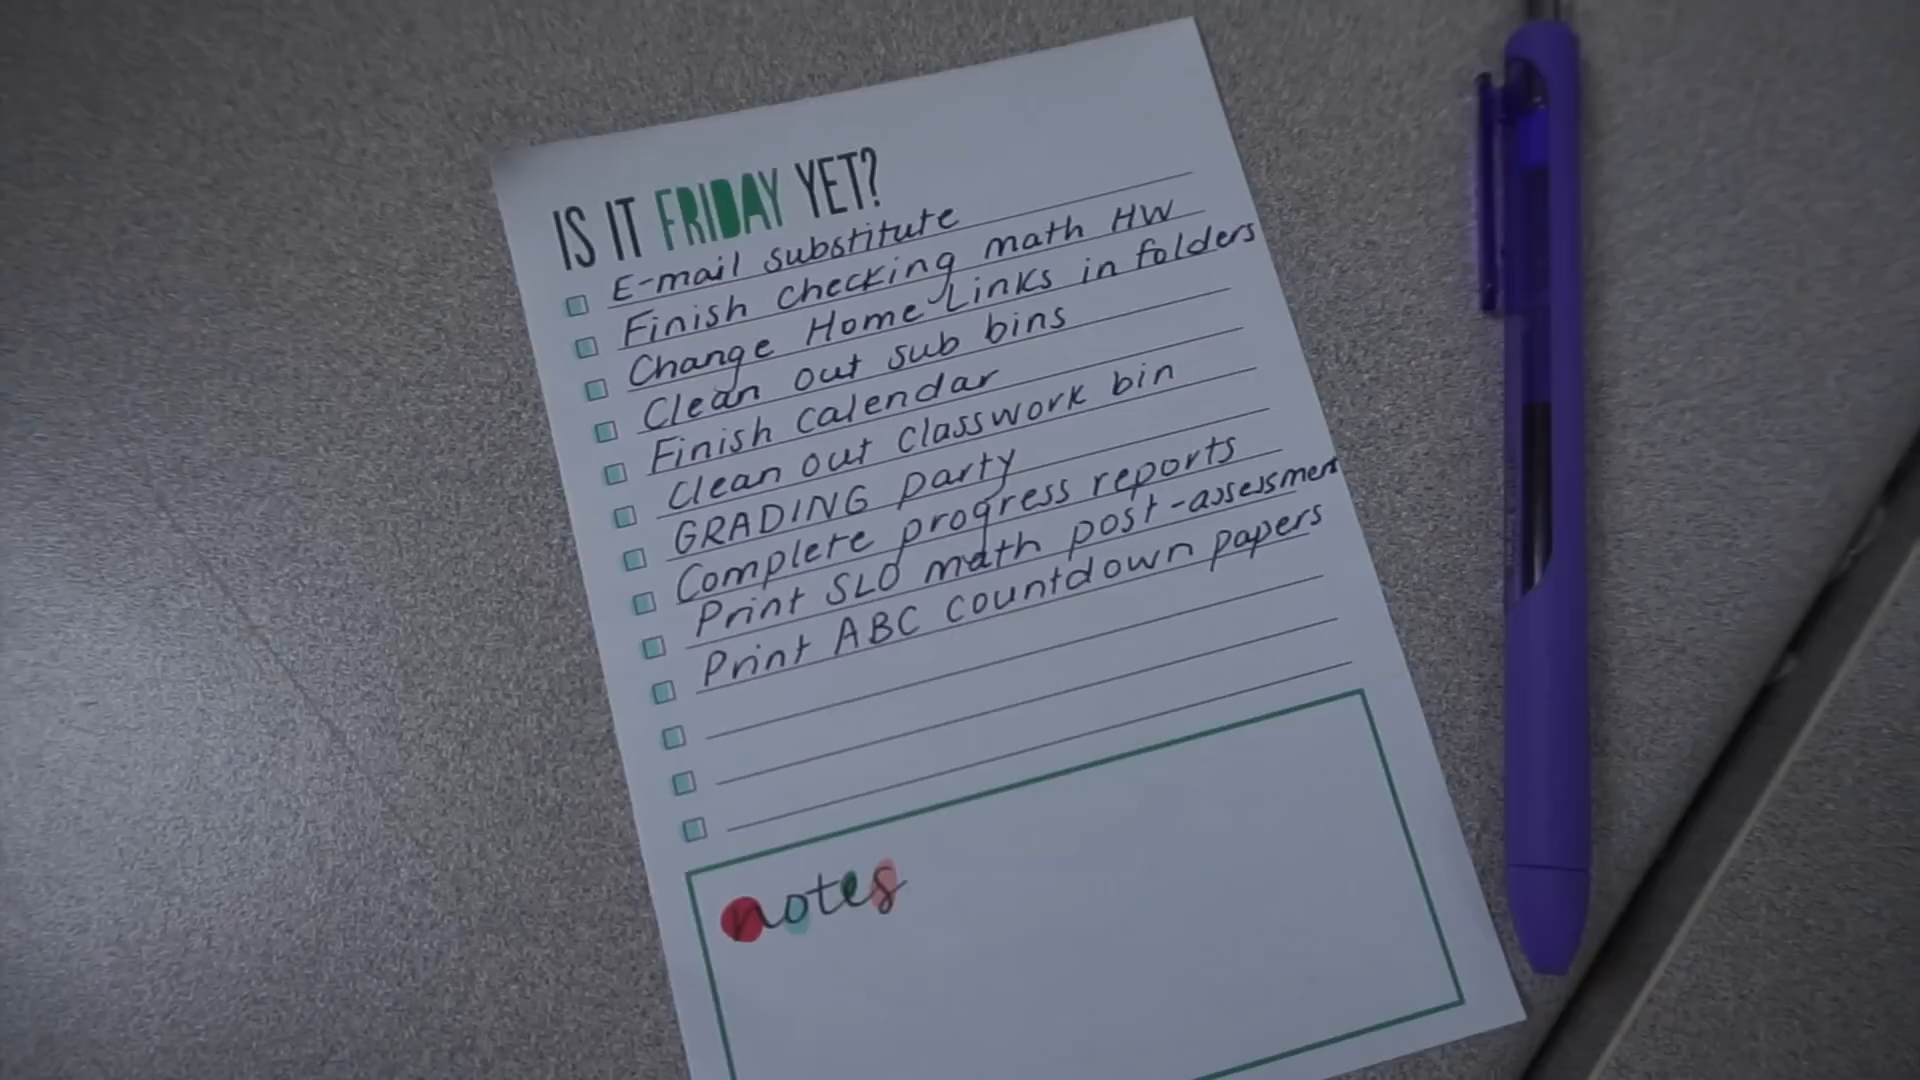 IS IT FRIDAY YET?
E-mail substitute
Finish checking math HW
Change Home Links in folders
Clean out sub bins
Finish calendar
Clean out classwork bin
GRADING party
Complete progress reports
Print SLO math post-assessment
Print ABC countdown papers
notes